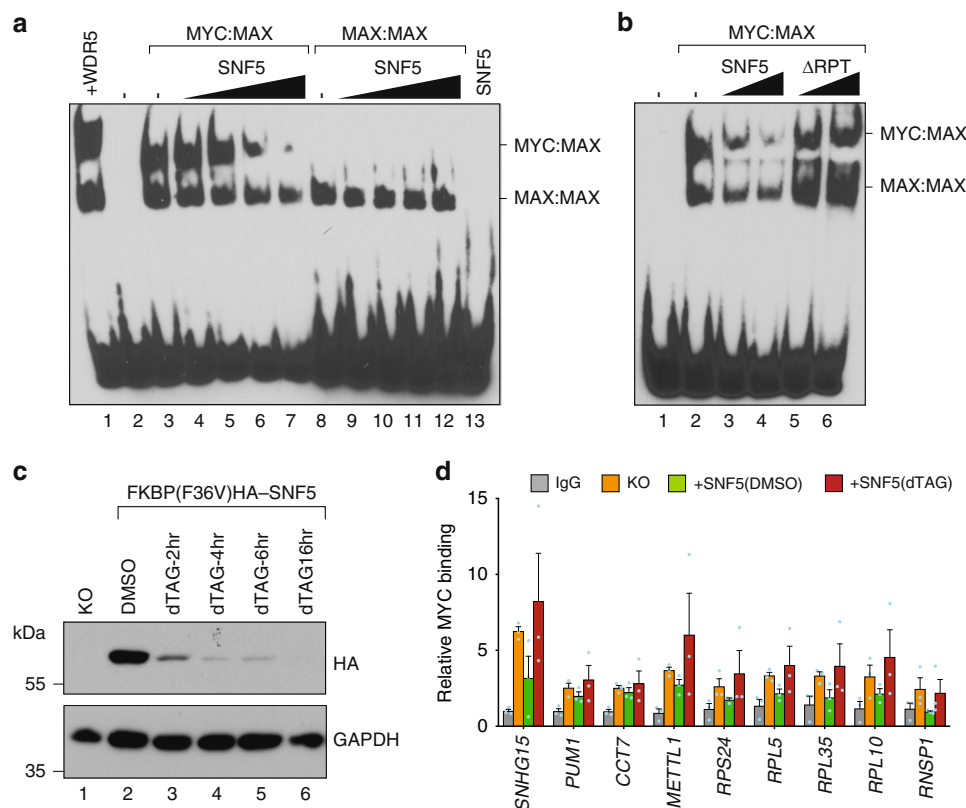 a
+WDR5
-
MYC:MAX
-
SNF5
MAX:MAX
-
SNF5
SNF5
MYC:MAX
MAX:MAX
1 2 3 4 5 6 7 8 9 10 11 12 13
b
MYC:MAX
- - SNF5 ΔRPT
MYC:MAX
MAX:MAX
1 2 3 4 5 6
c
FKBP(F36V)HA–SNF5
KO
DMSO
dTAG-2hr
dTAG-4hr
dTAG-6hr
dTAG16hr
kDa
55
HA
GAPDH
35
1 2 3 4 5 6
d
IgG KO +SNF5(DMSO) +SNF5(dTAG)
Relative MYC binding
15
10
5
0
SNHG15
PUM1
CCT7
METTL1
RPS24
RPL5
RPL35
RPL10
RNSP1